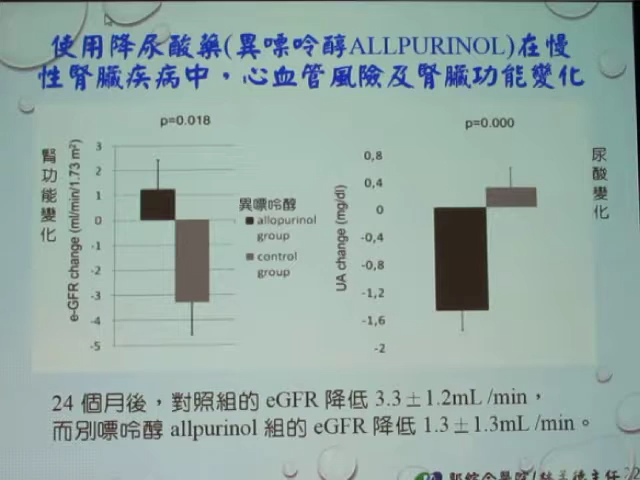 使用降尿酸藥(異嘌呤醇ALLPURINOL)在慢
性腎臟疾病中，心血管風險及腎臟功能變化
p=0.018
腎功能變化
e-GFR change (ml/min/1.73 m²)
3
2
1
0
-1
-2
-3
-4
-5
異嘌呤醇
allopurinol
group
control
group
p=0.000
UA change (mg/dl)
0,8
0,4
0
-0,4
-0,8
-1,2
-1,6
-2
尿酸變化
24 個月後，對照組的 eGFR 降低 3.3±1.2mL /min，
而別嘌呤醇 allpurinol 組的 eGFR 降低 1.3±1.3mL /min。